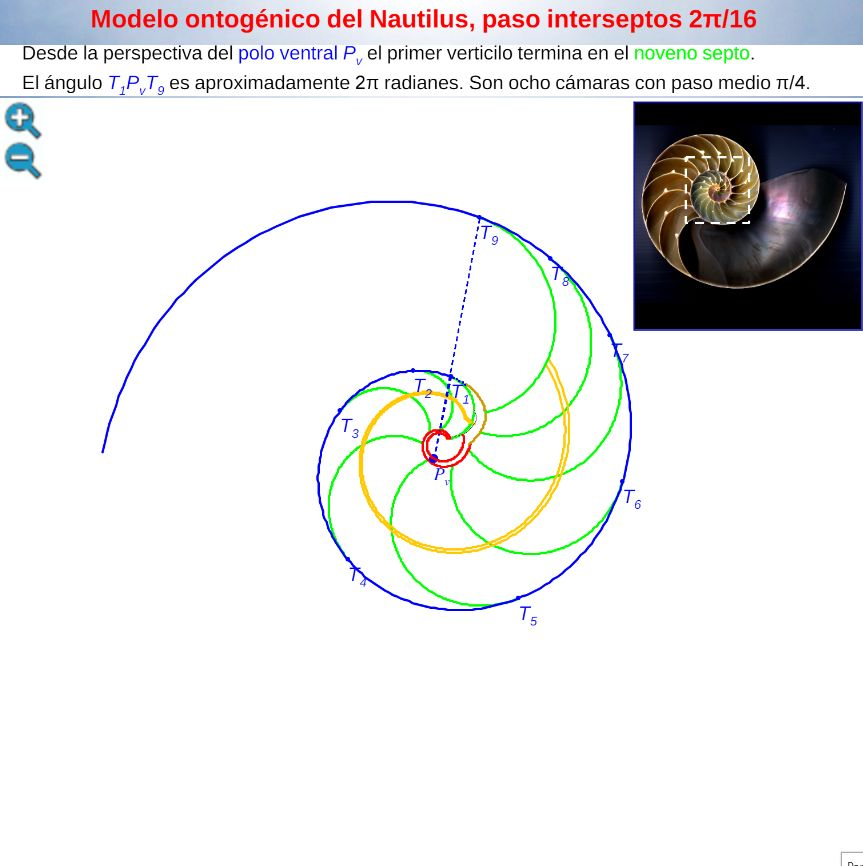 Modelo ontogénico del Nautilus, paso interseptos 2π/16
Desde la perspectiva del polo ventral Pv el primer verticilo termina en el noveno septo.
El ángulo T1PvT9 es aproximadamente 2π radianes. Son ocho cámaras con paso medio π/4.
T9
T8
T7
T2
T1
T3
Pv
T6
T4
T5